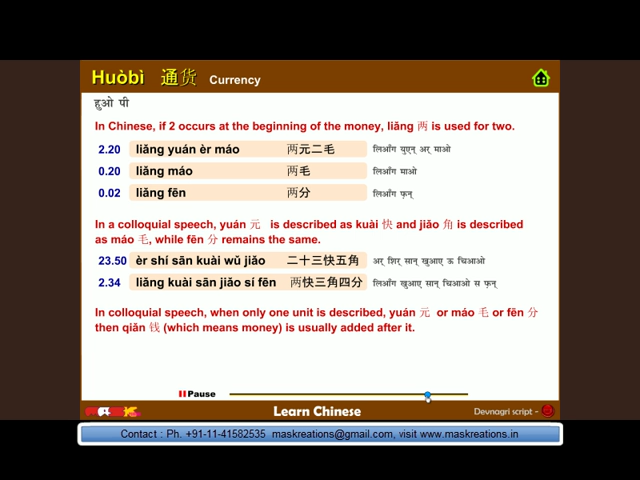 Huòbì 通货 Currency
हुओ पी
In Chinese, if 2 occurs at the beginning of the money, liǎng 两 is used for two.
2.20 liǎng yuán èr máo 两元二毛 लिआँग युएन् अर् माओ
0.20 liǎng máo 两毛 लिआँग माओ
0.02 liǎng fēn 两分 लिआँग फ़न्
In a colloquial speech, yuán 元 is described as kuài 快 and jiǎo 角 is described
as máo 毛, while fēn 分 remains the same.
23.50 èr shí sān kuài wǔ jiǎo 二十三快五角 अर् शिर् सान् खुआए ऊ चिआओ
2.34 liǎng kuài sān jiǎo sí fēn 两快三角四分 लिआँग खुआए सान् चिआओ स फ़न्
In colloquial speech, when only one unit is described, yuán 元 or máo 毛 or fēn 分
then qiǎn 钱 (which means money) is usually added after it.
Pause
Learn Chinese
Devnagri script -
Contact : Ph. +91-11-41582535 maskreations@gmail.com, visit www.maskreations.in